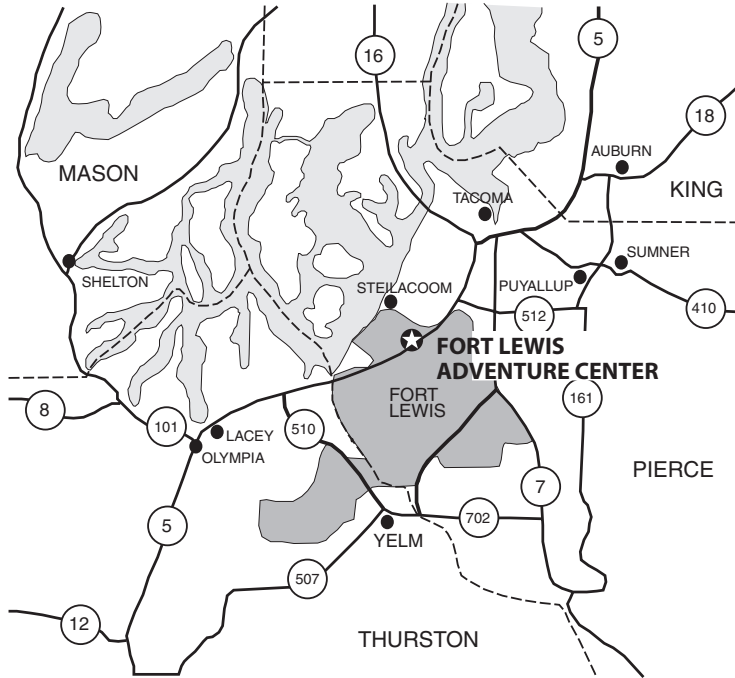 16
5
18
AUBURN
MASON
KING
TACOMA
SHELTON
SUMNER
STEILACOOM
PUYALLUP
410
512
FORT LEWIS
ADVENTURE CENTER
FORT
LEWIS
161
8
101
LACEY
510
OLYMPIA
PIERCE
7
5
702
YELM
507
12
THURSTON